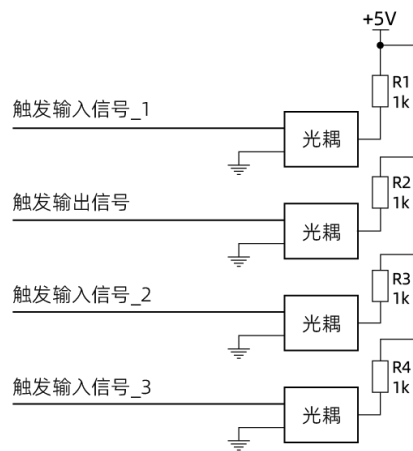 +5V
R1
1k
触发输入信号_1
光耦
R2
1k
触发输出信号
光耦
R3
1k
触发输入信号_2
光耦
R4
1k
触发输入信号_3
光耦